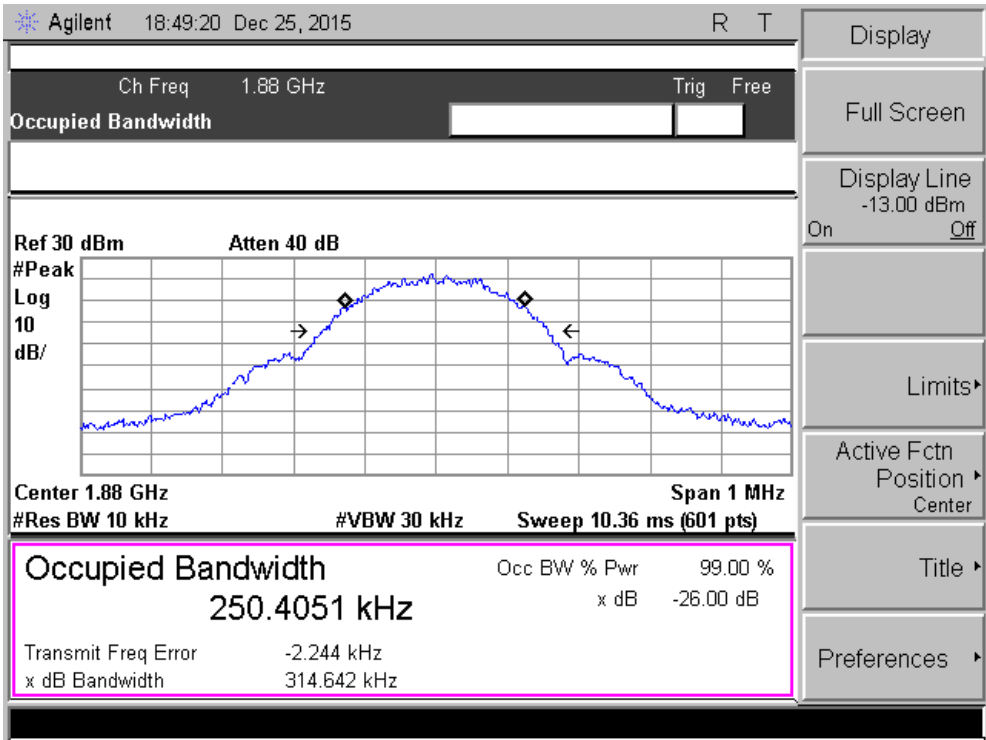 Agilent 18:49:20 Dec 25, 2015 R T
Display
Ch Freq 1.88 GHz Trig Free
Occupied Bandwidth
Full Screen
Display Line
-13.00 dBm
On Off
Ref 30 dBm Atten 40 dB
#Peak
Log
10
dB/
Limits
Active Fctn
Position
Center
Center 1.88 GHz Span 1 MHz
#Res BW 10 kHz #VBW 30 kHz Sweep 10.36 ms (601 pts)
Occupied Bandwidth Occ BW % Pwr 99.00 %
250.4051 kHz x dB -26.00 dB
Title
Transmit Freq Error -2.244 kHz
x dB Bandwidth 314.642 kHz
Preferences